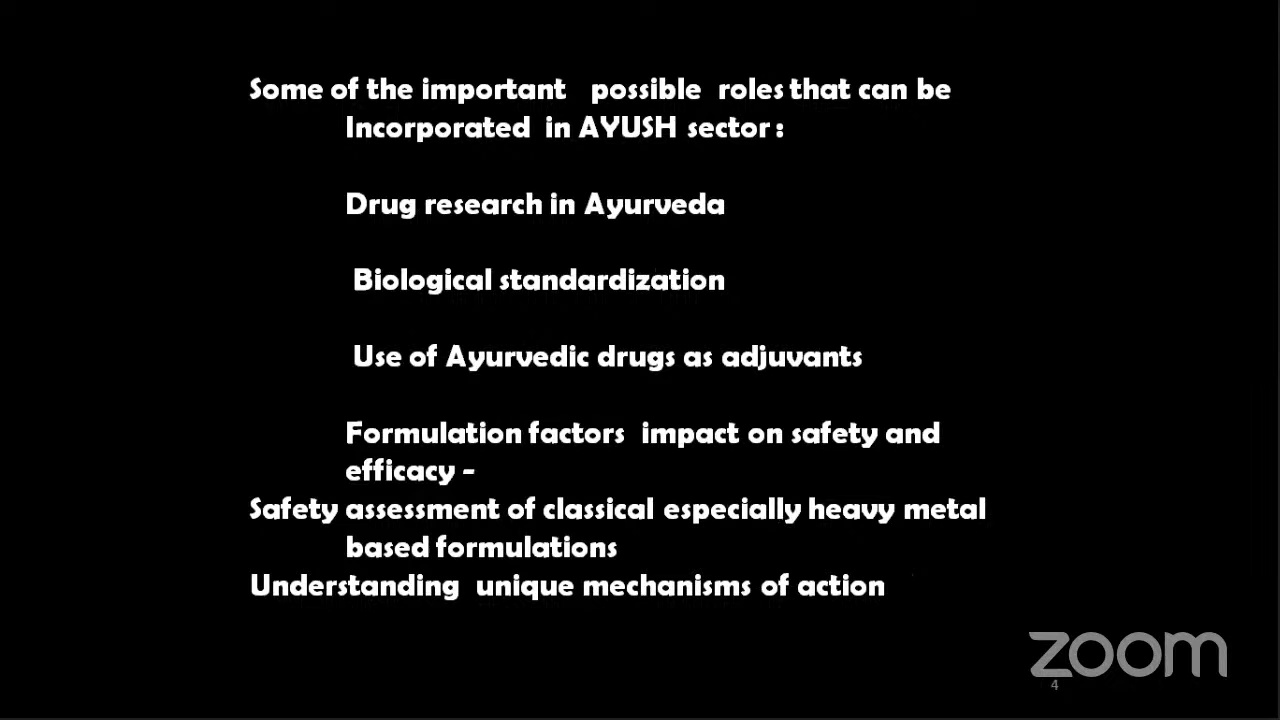 Some of the important possible roles that can be
Incorporated in AYUSH sector :
Drug research in Ayurveda
Biological standardization
Use of Ayurvedic drugs as adjuvants
Formulation factors impact on safety and
efficacy -
Safety assessment of classical especially heavy metal
based formulations
Understanding unique mechanisms of action
zoom
4